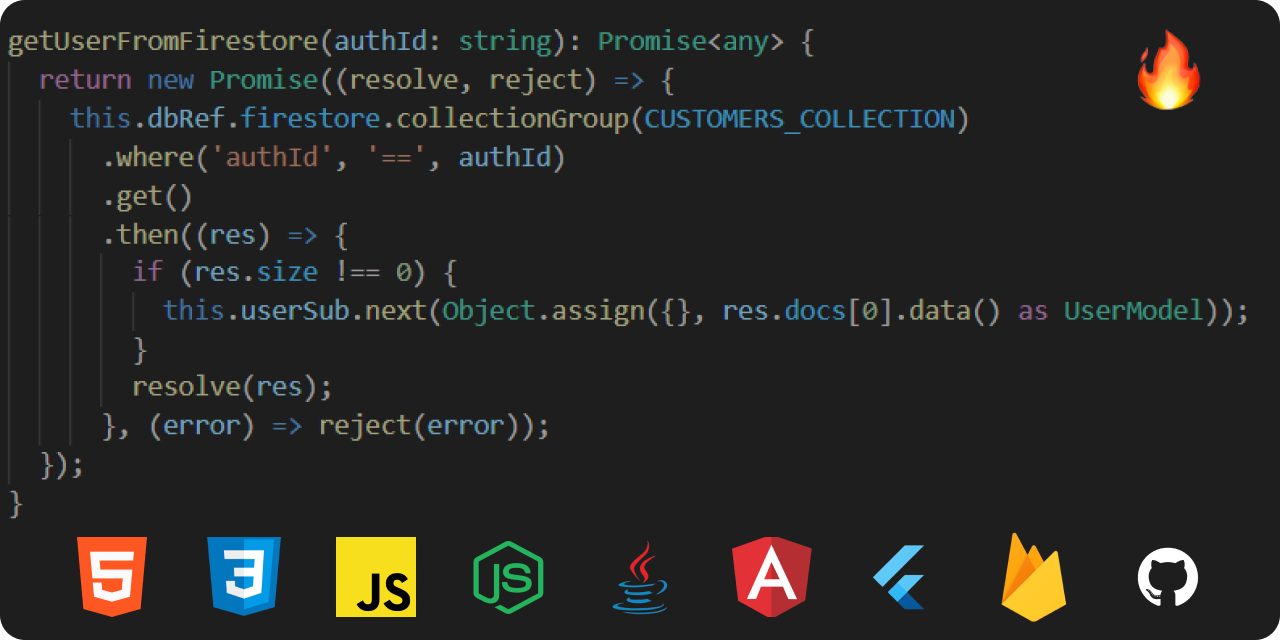 getUserFromFirestore(authId: string): Promise<any> {
return new Promise((resolve, reject) => {
this.dbRef.firestore.collectionGroup(CUSTOMERS_COLLECTION)
.where('authId', '==', authId)
.get()
.then((res) => {
if (res.size !== 0) {
this.userSub.next(Object.assign({}, res.docs[0].data() as UserModel));
}
resolve(res);
}, (error) => reject(error));
});
}
5 3 JS JS A